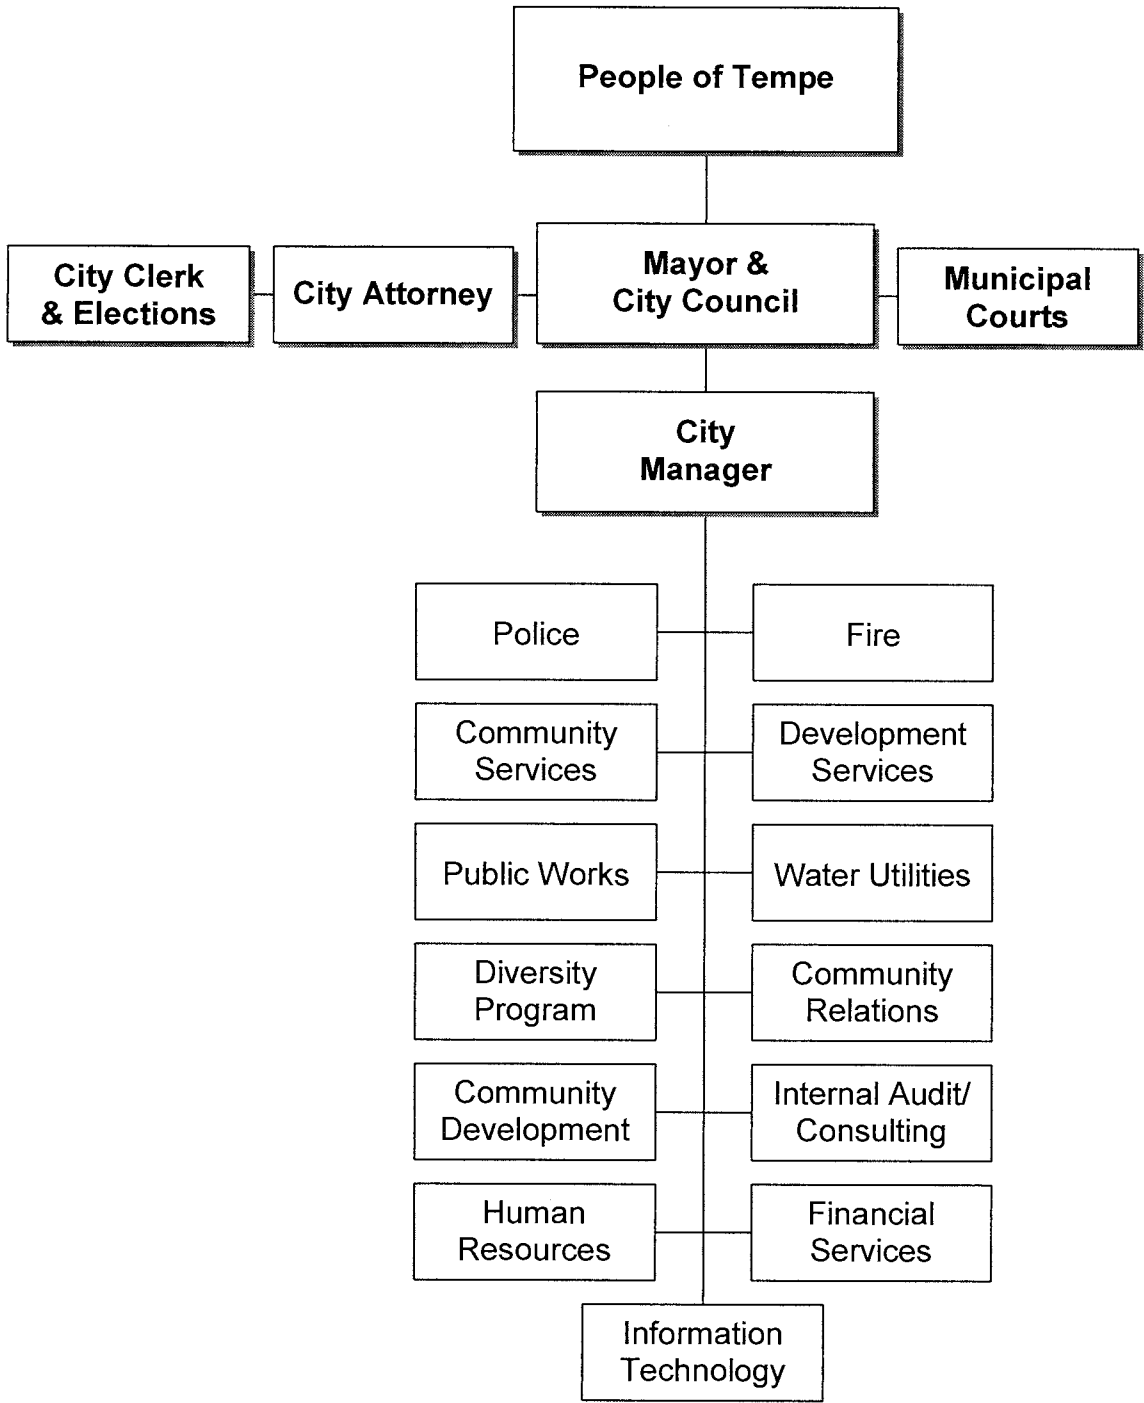 People of Tempe
City Clerk
& Elections
City Attorney
Mayor &
City Council
Municipal
Courts
City
Manager
Police
Fire
Community
Services
Development
Services
Public Works
Water Utilities
Diversity
Program
Community
Relations
Community
Development
Internal Audit/
Consulting
Human
Resources
Financial
Services
Information
Technology